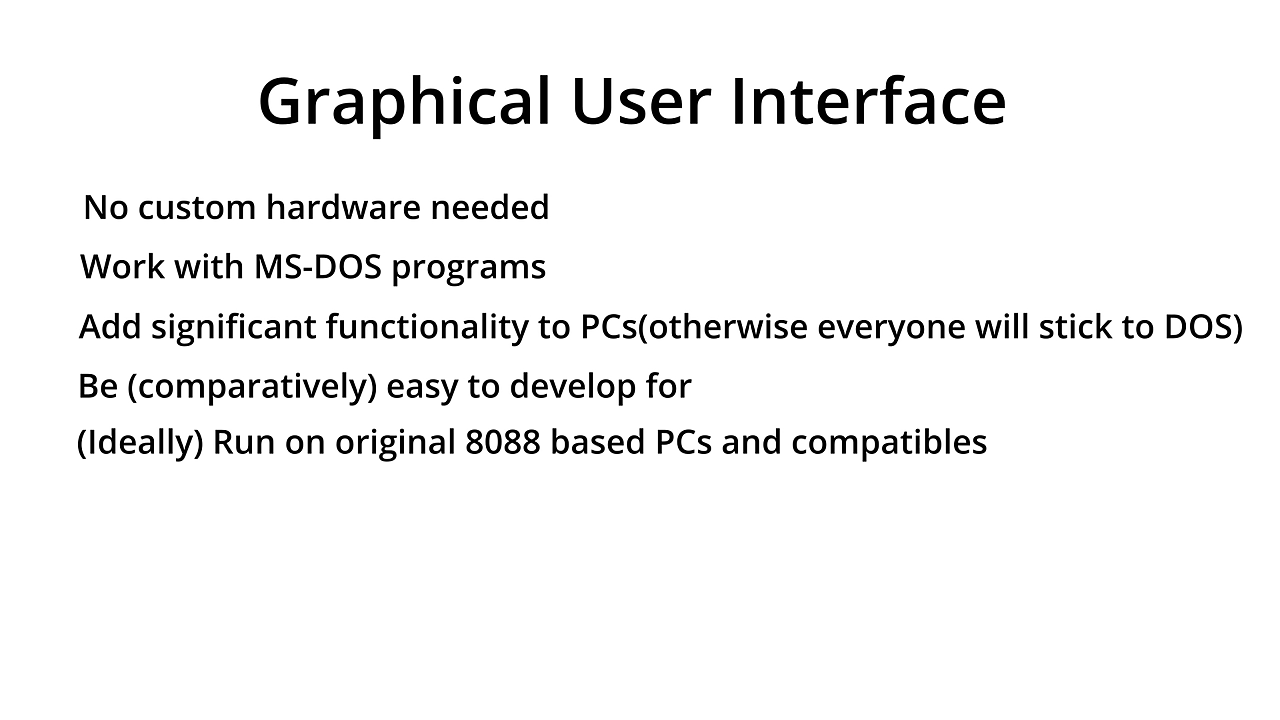 Graphical User Interface
No custom hardware needed
Work with MS-DOS programs
Add significant functionality to PCs(otherwise everyone will stick to DOS)
Be (comparatively) easy to develop for
(Ideally) Run on original 8088 based PCs and compatibles